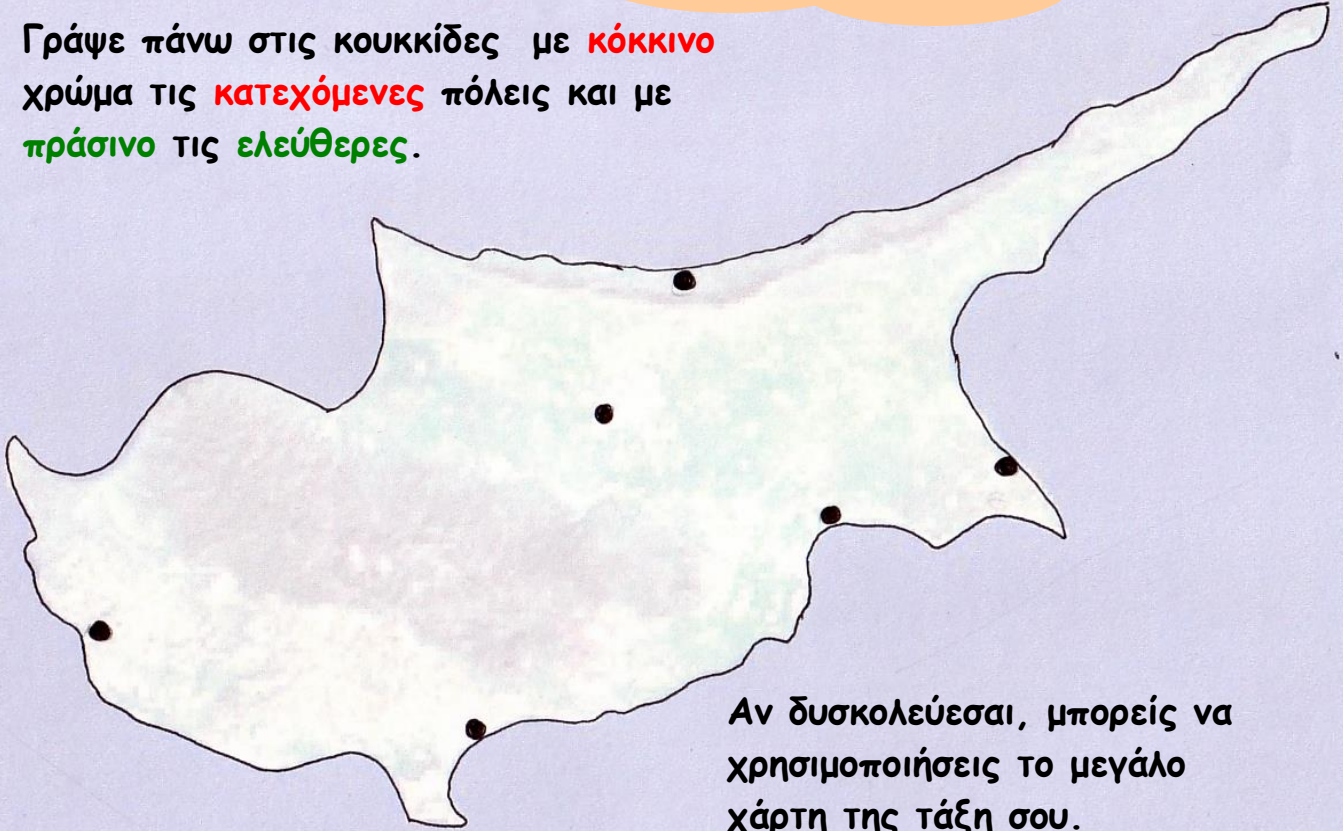 Γράψε πάνω στις κουκκίδες με κόκκινο
χρώμα τις κατεχόμενες πόλεις και με
πράσινο τις ελεύθερες.
Αν δυσκολεύεσαι, μπορείς να
χρησιμοποιήσεις το μεγάλο
χάρτη της τάξη σου.